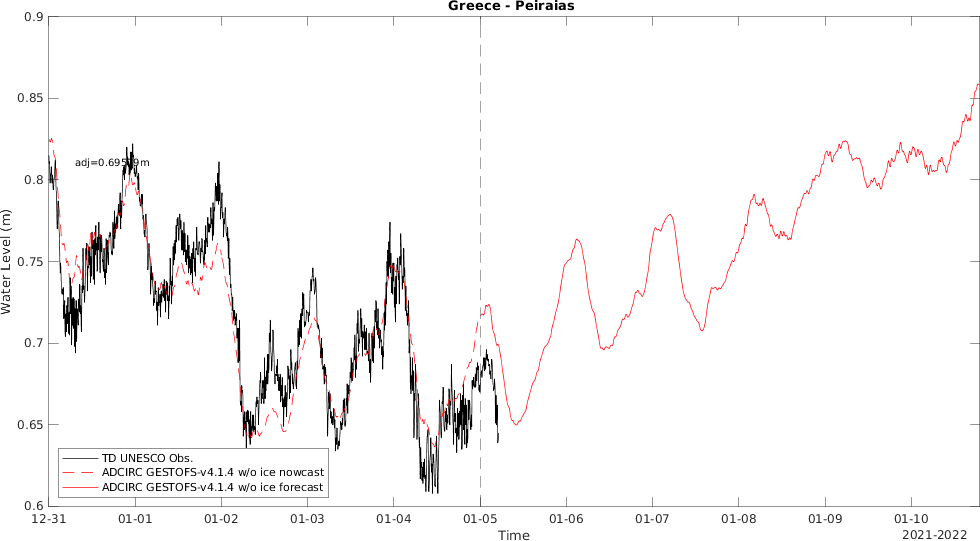 Greece - Peiraias
Water Level (m)
0.9
0.85
0.8
0.75
0.7
0.65
0.6
TD UNESCO Obs.
ADCIRC GESTOFS-v4.1.4 w/o ice nowcast
ADCIRC GESTOFS-v4.1.4 w/o ice forecast
12-31 01-01 01-02 01-03 01-04 01-05 01-06 01-07 01-08 01-09 01-10
Time
2021-2022